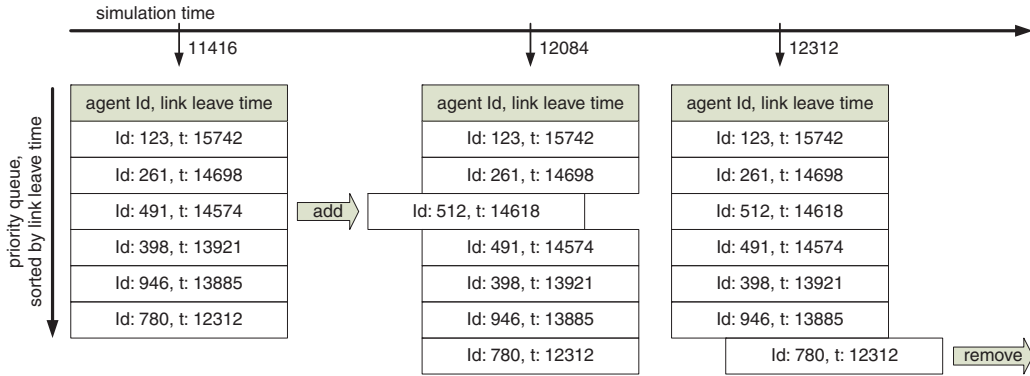 simulation time
11416
12084
12312
priority queue,
sorted by link leave time
agent Id, link leave time
Id: 123, t: 15742
Id: 261, t: 14698
Id: 491, t: 14574
Id: 398, t: 13921
Id: 946, t: 13885
Id: 780, t: 12312
add
agent Id, link leave time
Id: 123, t: 15742
Id: 261, t: 14698
Id: 512, t: 14618
Id: 491, t: 14574
Id: 398, t: 13921
Id: 946, t: 13885
Id: 780, t: 12312
agent Id, link leave time
Id: 123, t: 15742
Id: 261, t: 14698
Id: 512, t: 14618
Id: 491, t: 14574
Id: 398, t: 13921
Id: 946, t: 13885
Id: 780, t: 12312
remove